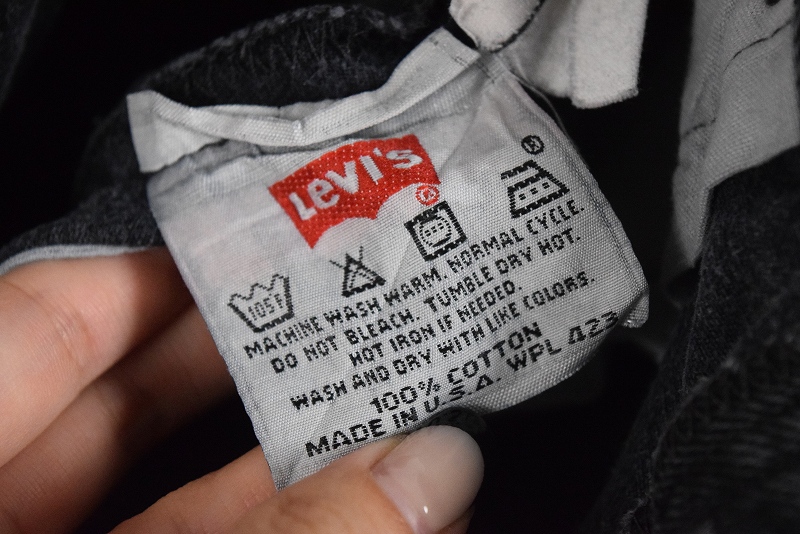 Levi's
®
105F
MACHINE WASH WARM. NORMAL CYCLE.
DO NOT BLEACH. TUMBLE DRY HOT.
HOT IRON IF NEEDED.
WASH AND DRY WITH LIKE COLORS.
100% COTTON
MADE IN U.S.A. WPL 423